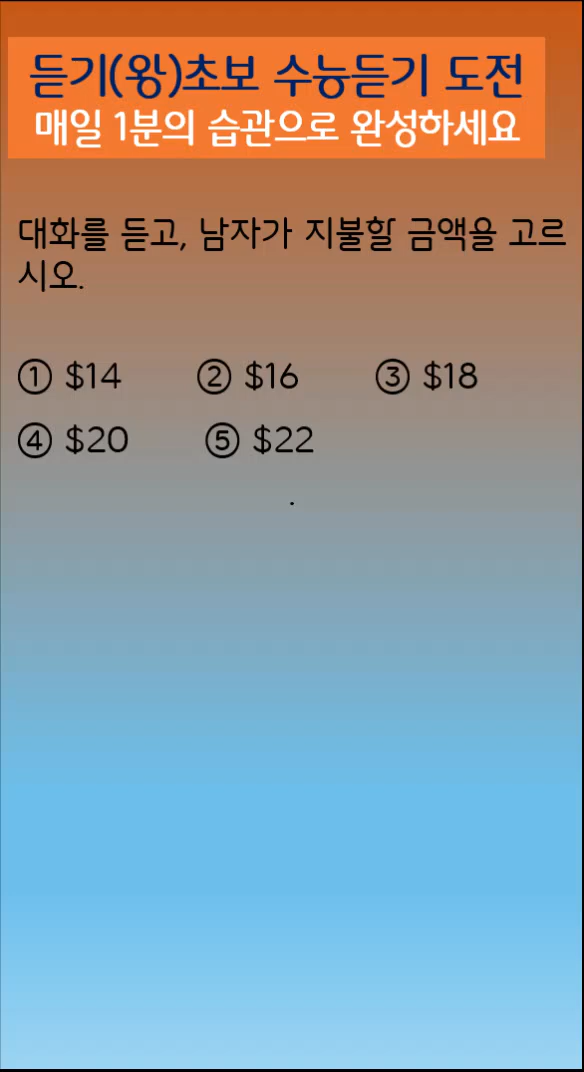 듣기(왕)초보 수능듣기 도전
매일 1분의 습관으로 완성하세요
대화를 듣고, 남자가 지불할 금액을 고르
시오.
① $14 ② $16 ③ $18
④ $20 ⑤ $22
.